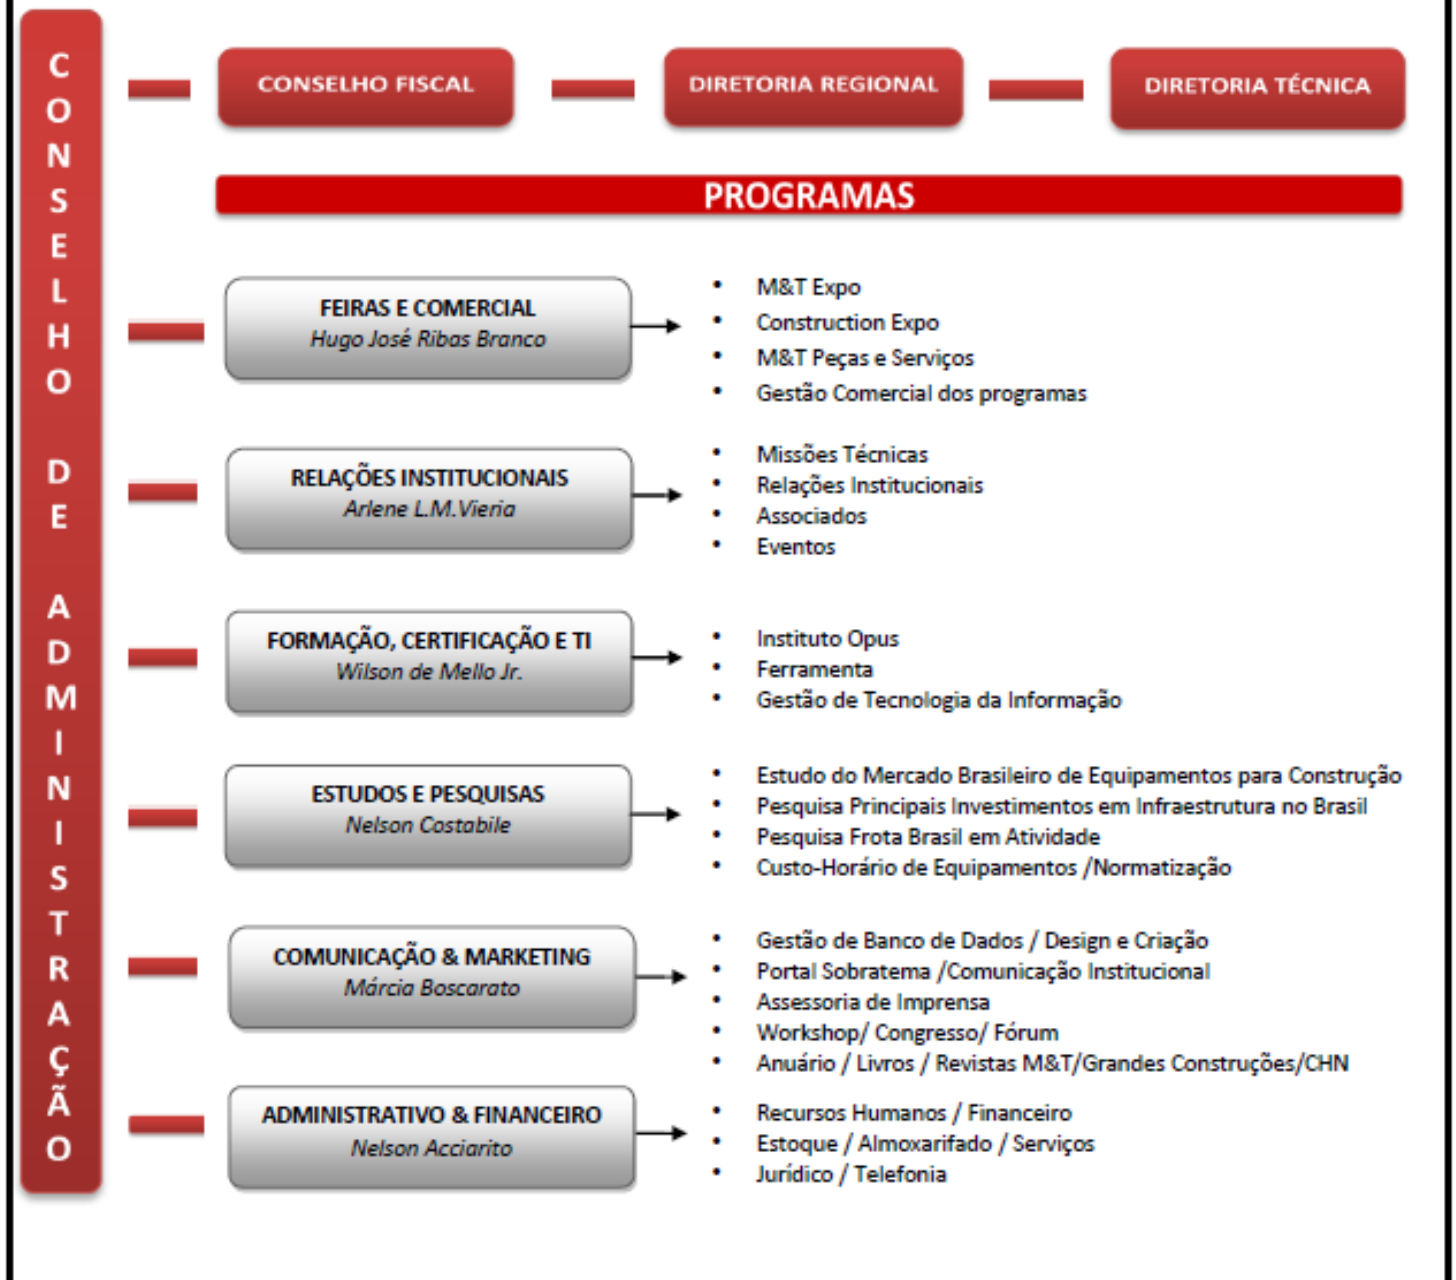 CONSELHO DE ADMINISTRAÇÃO
CONSELHO FISCAL
DIRETORIA REGIONAL
DIRETORIA TÉCNICA
PROGRAMAS
FEIRAS E COMERCIAL
Hugo José Ribas Branco
• M&T Expo
• Construction Expo
• M&T Peças e Serviços
• Gestão Comercial dos programas
RELAÇÕES INSTITUCIONAIS
Arlene L.M.Vieria
• Missões Técnicas
• Relações Institucionais
• Associados
• Eventos
FORMAÇÃO, CERTIFICAÇÃO E TI
Wilson de Mello Jr.
• Instituto Opus
• Ferramenta
• Gestão de Tecnologia da Informação
ESTUDOS E PESQUISAS
Nelson Costabile
• Estudo do Mercado Brasileiro de Equipamentos para Construção
• Pesquisa Principais Investimentos em Infraestrutura no Brasil
• Pesquisa Frota Brasil em Atividade
• Custo-Horário de Equipamentos /Normatização
COMUNICAÇÃO & MARKETING
Márcia Boscarato
• Gestão de Banco de Dados / Design e Criação
• Portal Sobratema /Comunicação Institucional
• Assessoria de Imprensa
• Workshop/ Congresso/ Fórum
• Anuário / Livros / Revistas M&T/Grandes Construções/CHN
ADMINISTRATIVO & FINANCEIRO
Nelson Acciarito
• Recursos Humanos / Financeiro
• Estoque / Almoxarifado / Serviços
• Jurídico / Telefonia